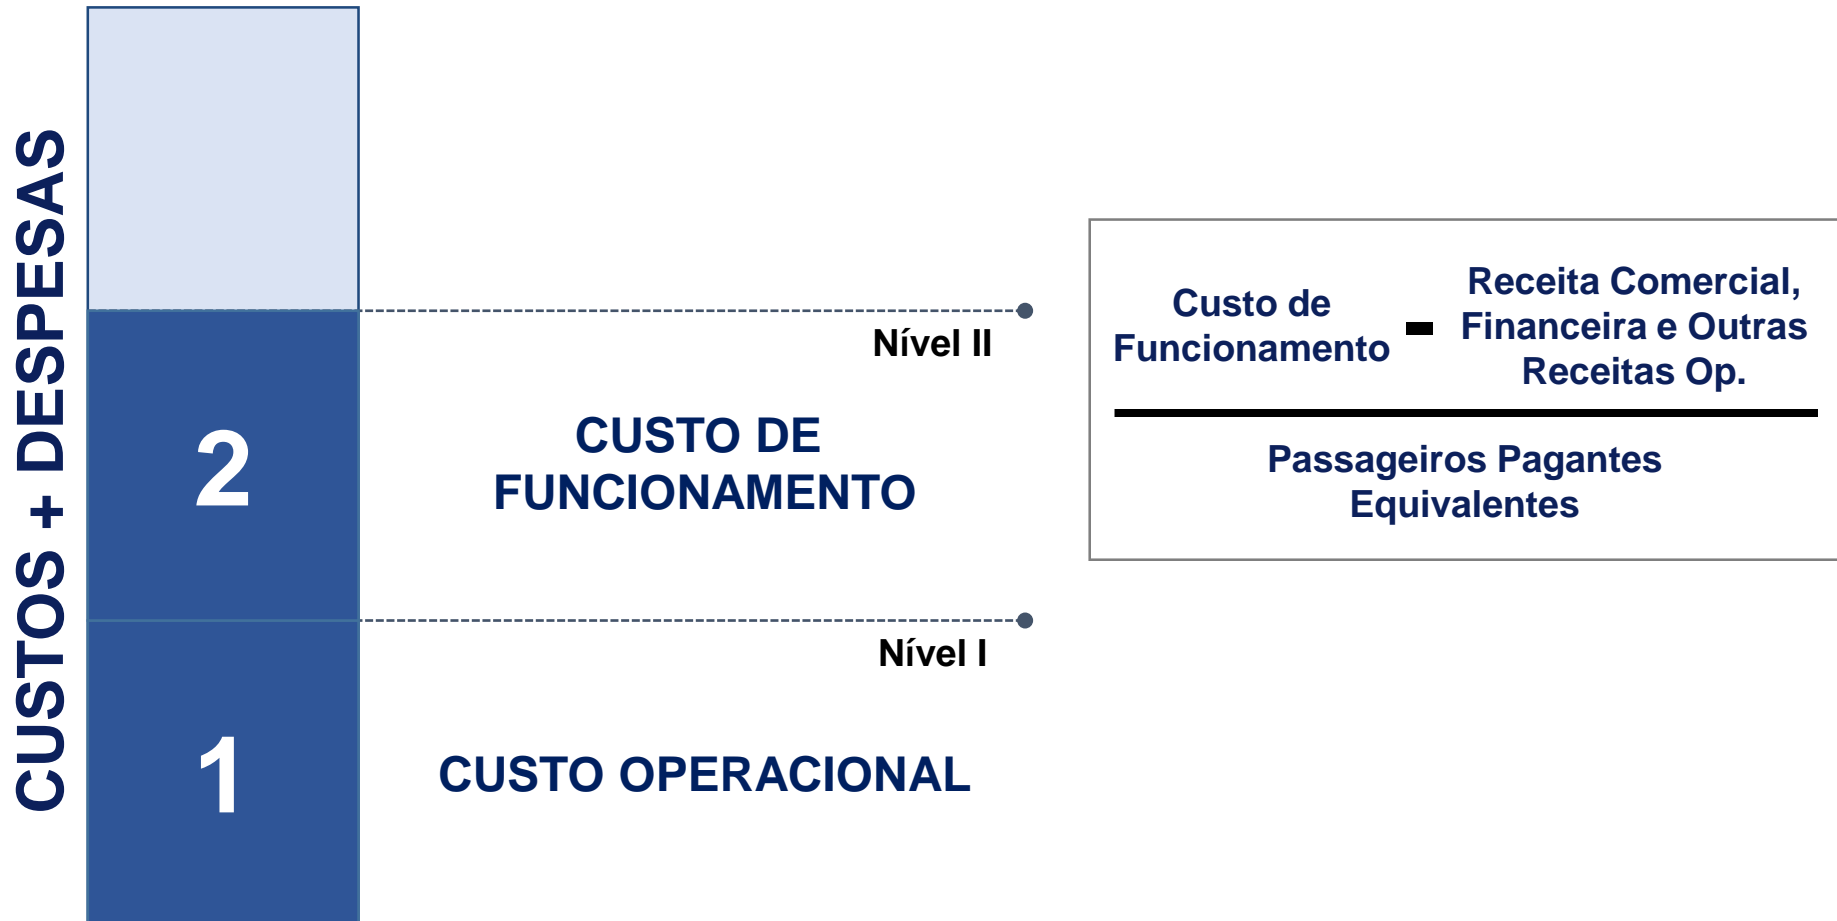 CUSTOS + DESPESAS
Nível II
2
CUSTO DE
FUNCIONAMENTO
Nível I
1
CUSTO OPERACIONAL
Custo de
Funcionamento
-
Receita Comercial,
Financeira e Outras
Receitas Op.
Passageiros Pagantes
Equivalentes